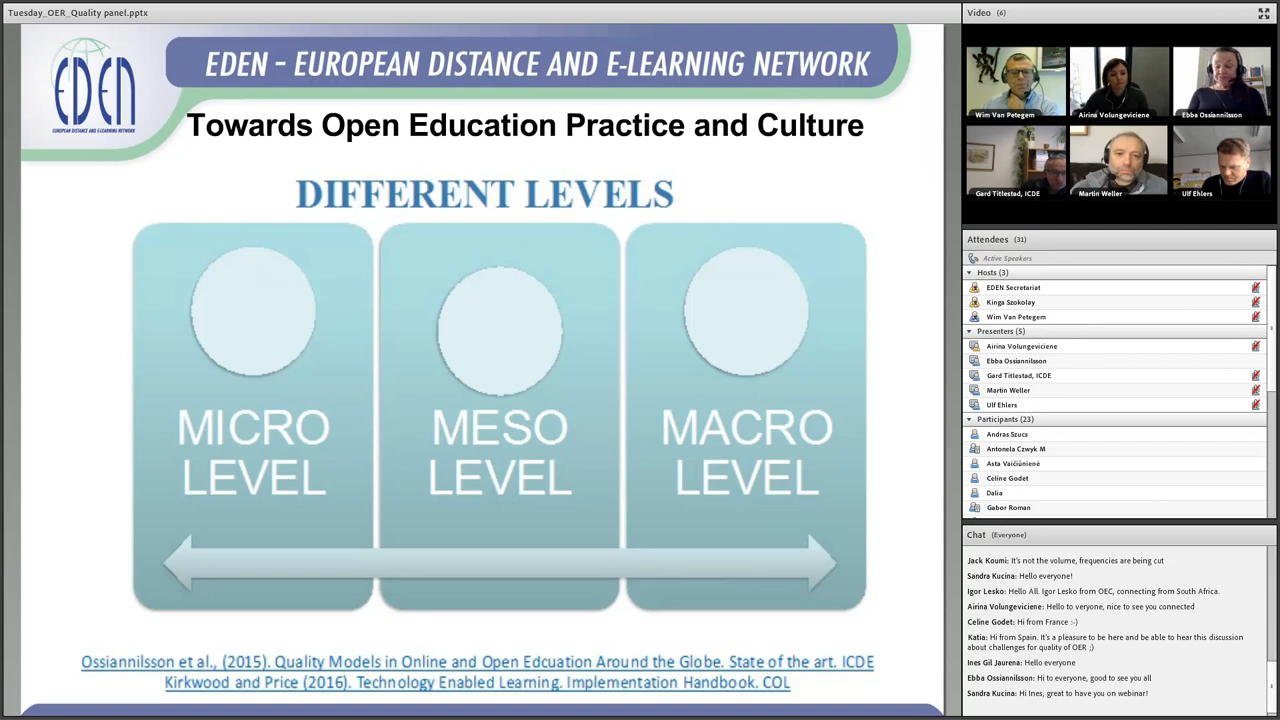 Tuesday_OER_Quality panel.pptx
EDEN
EUROPEAN DISTANCE AND E-LEARNING NETWORK
EDEN - EUROPEAN DISTANCE AND E-LEARNING NETWORK
Towards Open Education Practice and Culture
DIFFERENT LEVELS
MICRO
LEVEL
MESO
LEVEL
MACRO
LEVEL
Ossiannilsson et al., (2015). Quality Models in Online and Open Edcuation Around the Globe. State of the art. ICDE
Kirkwood and Price (2016). Technology Enabled Learning. Implementation Handbook. COL
Video (6)
Wim Van Petegem
Airina Volungeviciene
Ebba Ossiannilsson
Gard Titlestad, ICDE
Martin Weller
Ulf Ehlers
Attendees (31)
Active Speakers
Hosts (3)
EDEN Secretariat
Kinga Szokolay
Wim Van Petegem
Presenters (5)
Airina Volungeviciene
Ebba Ossiannilsson
Gard Titlestad, ICDE
Martin Weller
Ulf Ehlers
Participants (23)
Andras Szucs
Antonela Czwyk M
Asta Vaičiūnienė
Celine Godet
Dalia
Gabor Roman
Chat (Everyone)
Jack Koumi: It's not the volume, frequencies are being cut
Sandra Kucina: Hello everyone!
Igor Lesko: Hello All. Igor Lesko from OEC, connecting from South Africa.
Airina Volungeviciene: Hello to veryone, nice to see you connected
Celine Godet: Hi from France :-)
Katia: Hi from Spain. It's a pleasure to be here and be able to hear this discussion
about challenges for quality of OER ;)
Ines Gil Jaurena: Hello everyone
Ebba Ossiannilsson: Hi to everyone, good to see you all
Sandra Kucina: Hi Ines, great to have you on webinar!